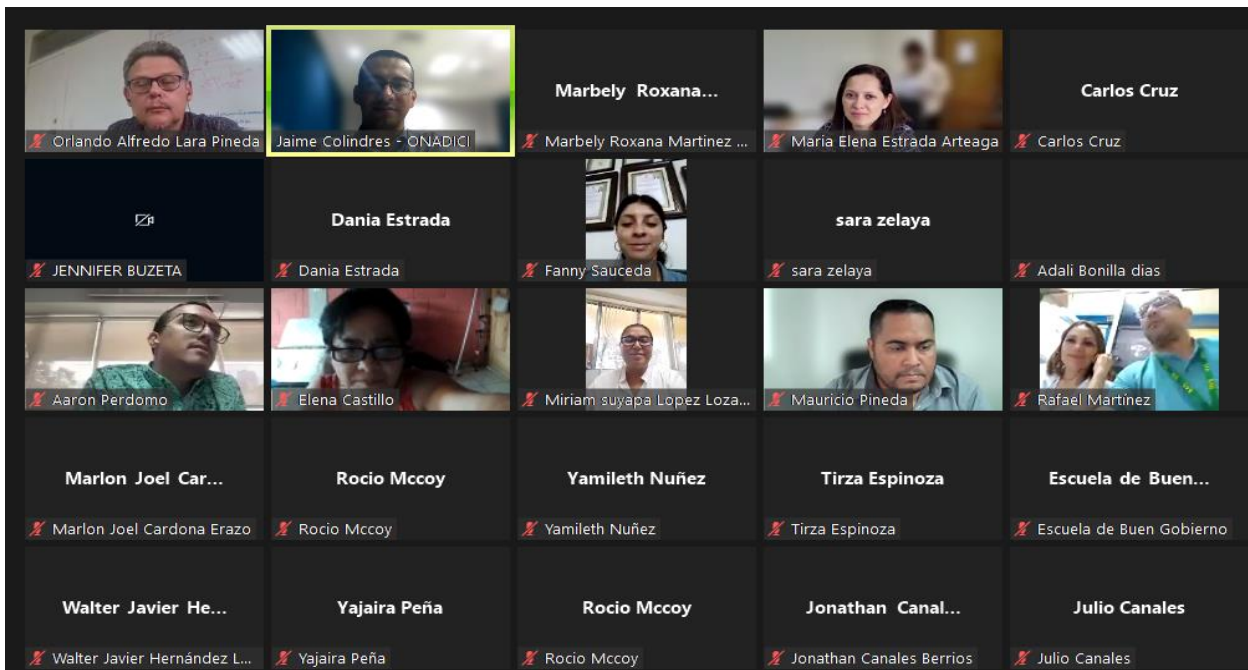 Orlando Alfredo Lara Pineda
Jaime Colindres - ONADICI
Marbely Roxana...
Marbely Roxana Martinez ...
Maria Elena Estrada Arteaga
Carlos Cruz
Carlos Cruz
JENNIFER BUZETA
Dania Estrada
Dania Estrada
Fanny Sauceda
sara zelaya
sara zelaya
Adali Bonilla dias
Aaron Perdomo
Elena Castillo
Miriam suyapa Lopez Loza...
Mauricio Pineda
Rafael Martínez
Marlon Joel Car...
Marlon Joel Cardona Erazo
Rocio Mccoy
Rocio Mccoy
Yamileth Nuñez
Yamileth Nuñez
Tirza Espinoza
Tirza Espinoza
Escuela de Buen...
Escuela de Buen Gobierno
Walter Javier He...
Walter Javier Hernández L...
Yajaira Peña
Yajaira Peña
Rocio Mccoy
Rocio Mccoy
Jonathan Canal...
Jonathan Canales Berrios
Julio Canales
Julio Canales